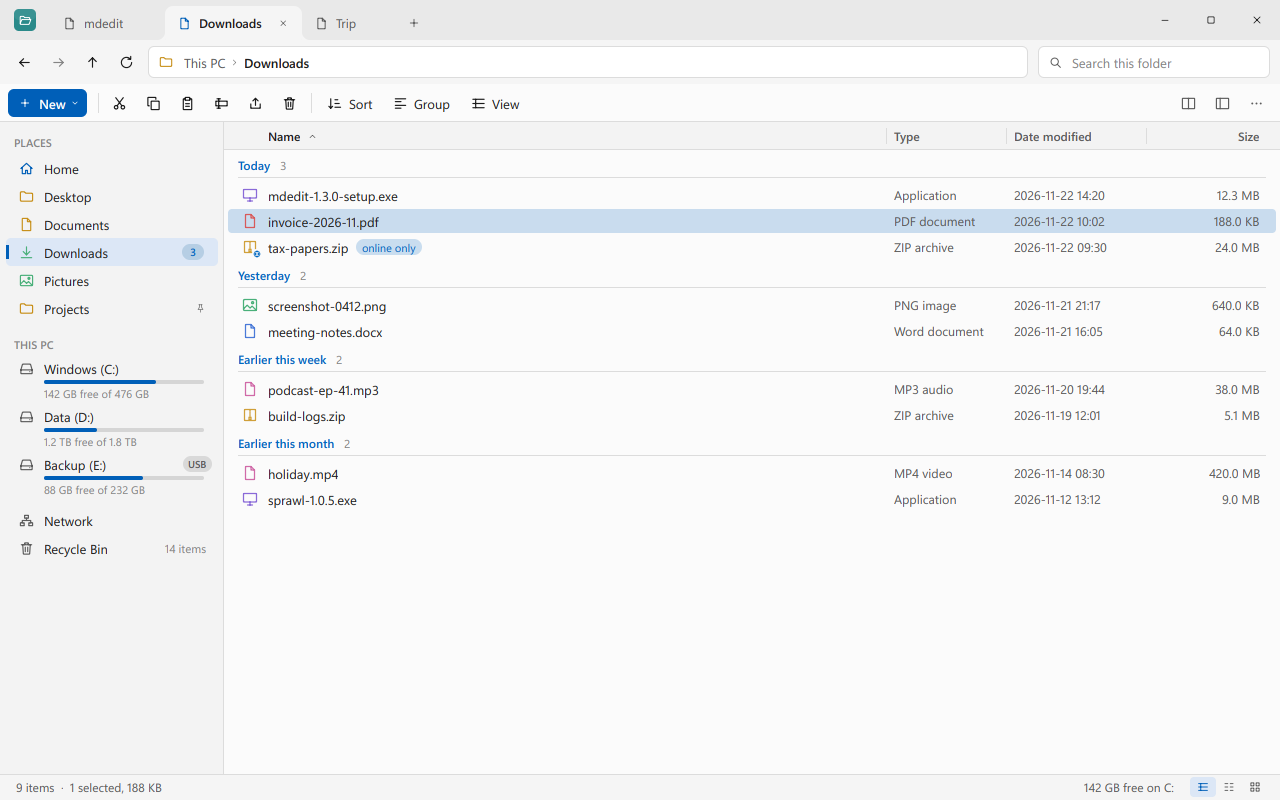 mdedit
Downloads
Trip
This PC
Downloads
Search this folder
New
Sort
Group
View
PLACES
Home
Desktop
Documents
Downloads 3
Pictures
Projects
THIS PC
Windows (C:)
142 GB free of 476 GB
Data (D:)
1.2 TB free of 1.8 TB
Backup (E:) USB
88 GB free of 232 GB
Network
Recycle Bin 14 items
Name Type Date modified Size
Today 3
mdedit-1.3.0-setup.exe Application 2026-11-22 14:20 12.3 MB
invoice-2026-11.pdf PDF document 2026-11-22 10:02 188.0 KB
tax-papers.zip online only ZIP archive 2026-11-22 09:30 24.0 MB
Yesterday 2
screenshot-0412.png PNG image 2026-11-21 21:17 640.0 KB
meeting-notes.docx Word document 2026-11-21 16:05 64.0 KB
Earlier this week 2
podcast-ep-41.mp3 MP3 audio 2026-11-20 19:44 38.0 MB
build-logs.zip ZIP archive 2026-11-19 12:01 5.1 MB
Earlier this month 2
holiday.mp4 MP4 video 2026-11-14 08:30 420.0 MB
sprawl-1.0.5.exe Application 2026-11-12 13:12 9.0 MB
9 items · 1 selected, 188 KB
142 GB free on C: